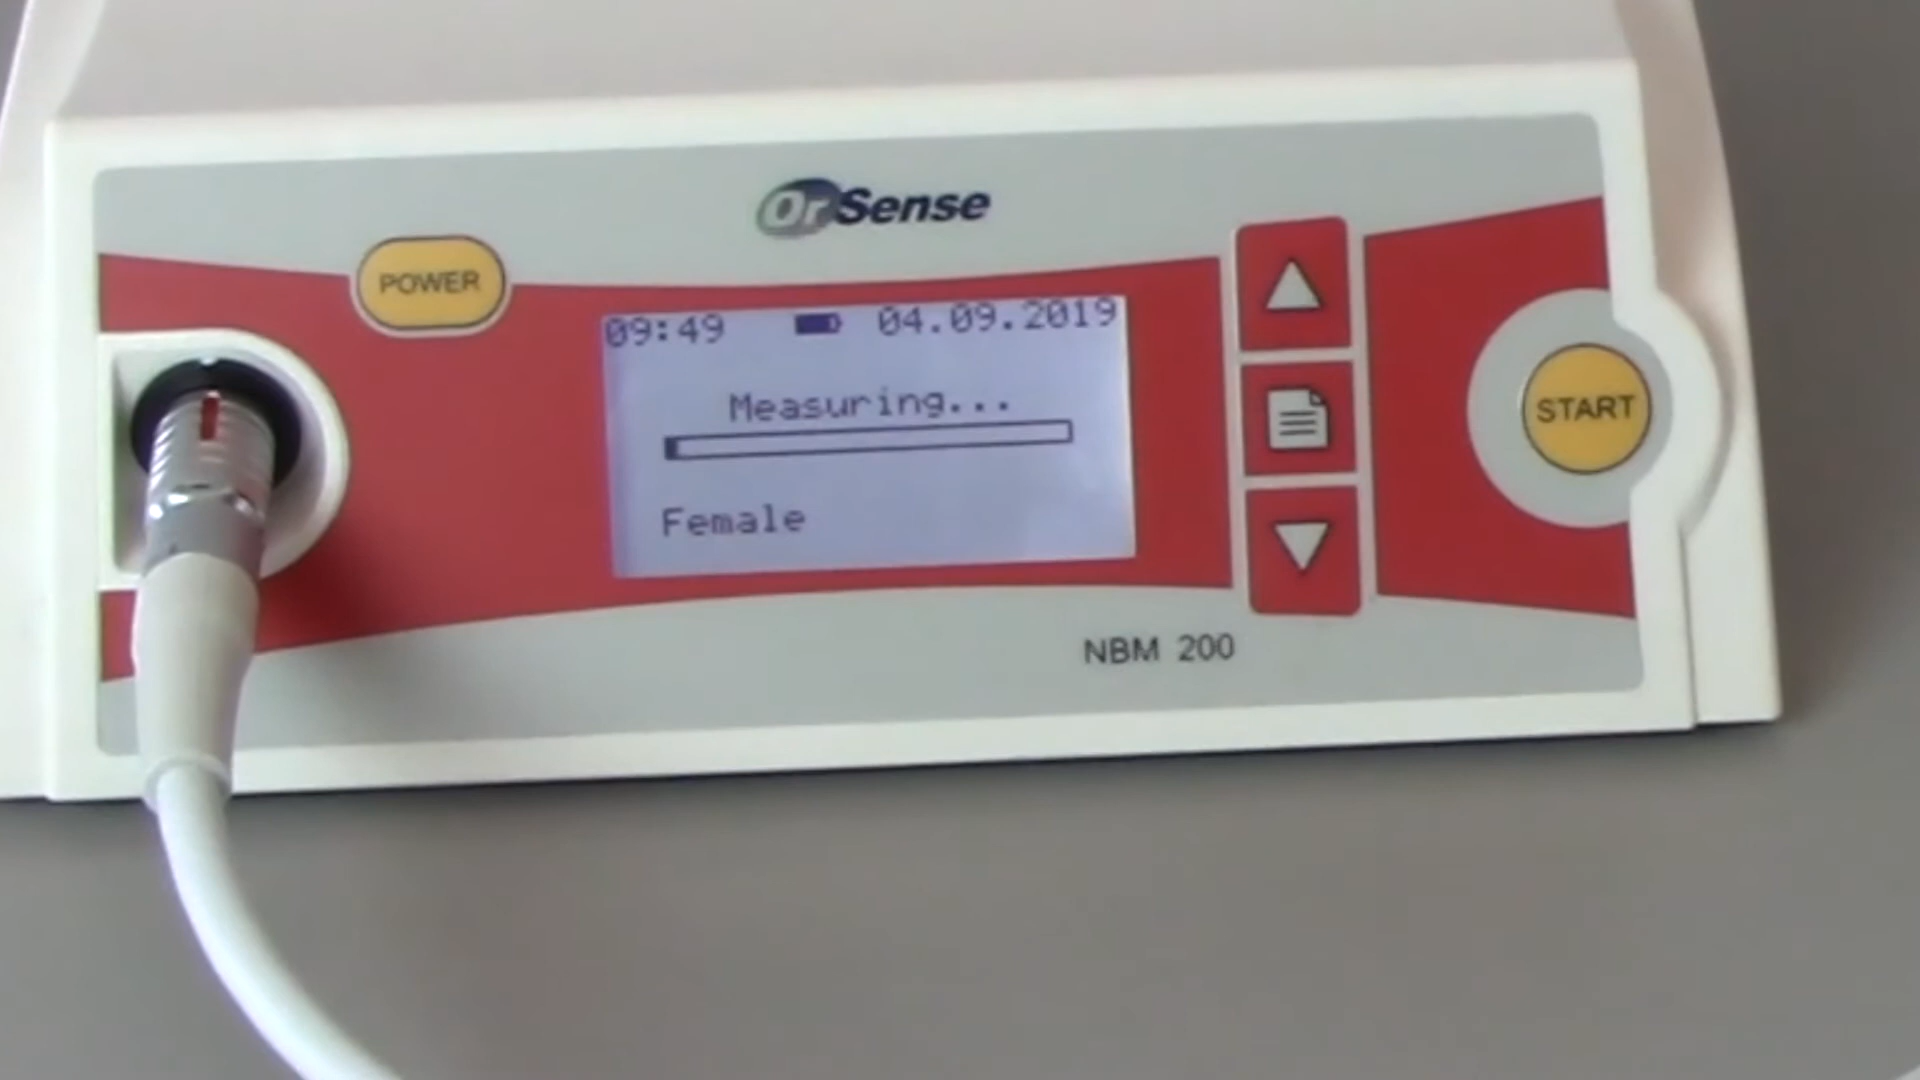 OrSense
POWER
09:49 04.09.2019
Measuring...
Female
START
NBM 200